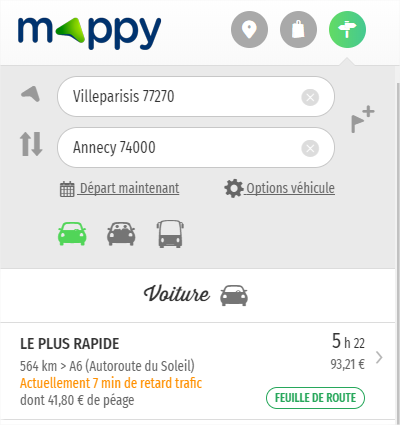 mappy
Villeparisis 77270
Annecy 74000
Départ maintenant
Options véhicule
Voiture
LE PLUS RAPIDE
5 h 22
564 km > A6 (Autoroute du Soleil)
93,21 €
Actuellement 7 min de retard trafic
dont 41,80 € de péage
FEUILLE DE ROUTE